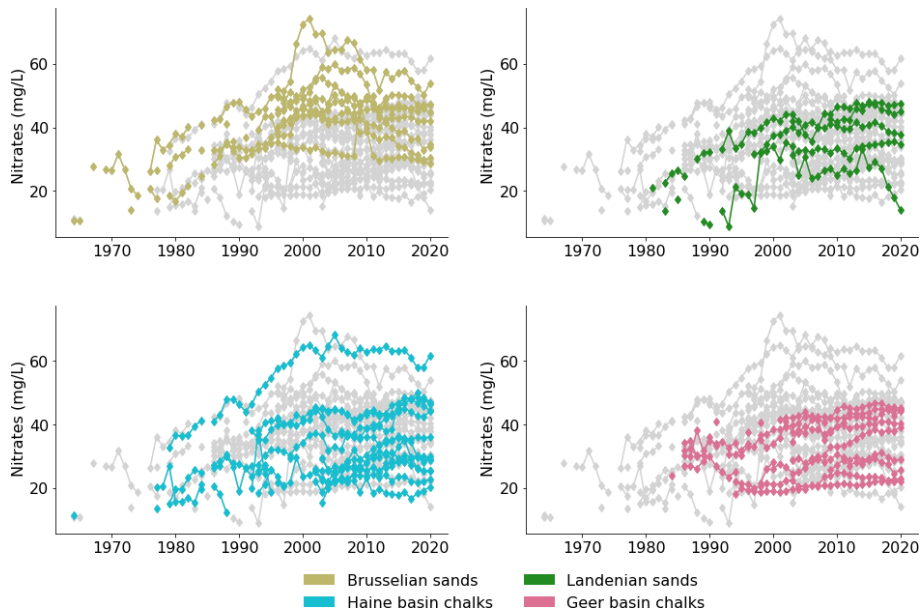 Nitrates (mg/L)
60
40
20
1970 1980 1990 2000 2010 2020
Nitrates (mg/L)
60
40
20
1970 1980 1990 2000 2010 2020
Nitrates (mg/L)
60
40
20
1970 1980 1990 2000 2010 2020
Nitrates (mg/L)
60
40
20
1970 1980 1990 2000 2010 2020
Brusselian sands
Landenian sands
Haine basin chalks
Geer basin chalks